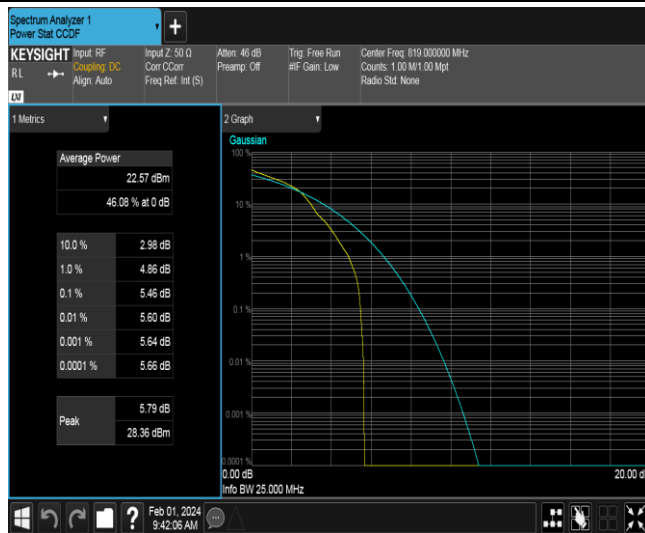 Spectrum Analyzer 1
Power Stat CCDF
+
KEYSIGHT
Input: RF
Coupling: DC
Align: Auto
Input Z: 50 Ω
Corr CCorr
Freq Ref: Int (S)
Atten: 46 dB
Preamp: Off
Trig: Free Run
#IF Gain: Low
Center Freq: 819.000000 MHz
Counts: 1.00 M/1.00 Mpt
Radio Std: None
RL
LXI
1 Metrics
Average Power
22.57 dBm
46.08 % at 0 dB
10.0 % 2.98 dB
1.0 % 4.86 dB
0.1 % 5.46 dB
0.01 % 5.60 dB
0.001 % 5.64 dB
0.0001 % 5.66 dB
Peak
5.79 dB
28.36 dBm
2 Graph
Gaussian
100 %
10 %
1 %
0.1 %
0.01 %
0.001 %
0.0001 %
0.00 dB
20.00 d
Info BW 25.000 MHz
?
Feb 01, 2024
9:42:06 AM